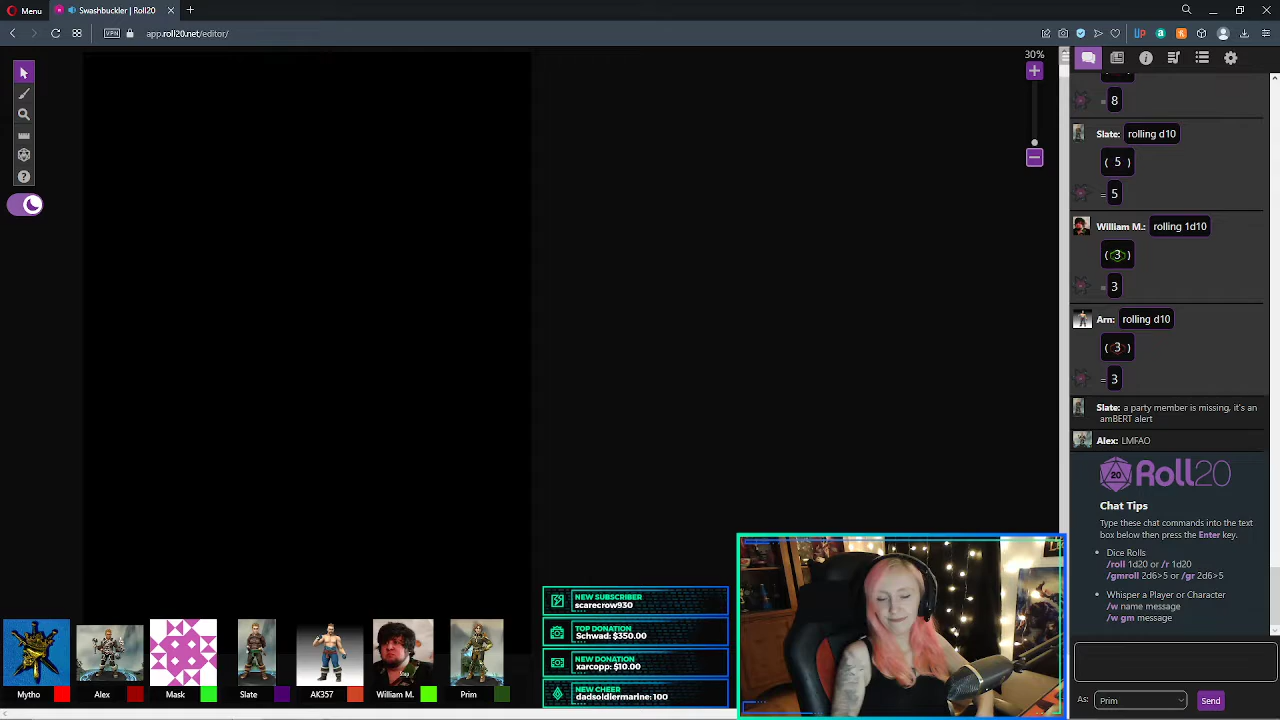 Menu
Swashbuckler | Roll20
VPN
app.roll20.net/editor/
30%
= 8
Slate: rolling d10
( 5 )
= 5
William M.: rolling 1d10
(3)
= 3
Arn: rolling d10
(3)
= 3
Slate: a party member is missing, it's an
amBERT alert
Alex: LMFAO
20 Roll20
Chat Tips
Type these commands into the text
box below then press the Enter key.
Dice Rolls
/roll 1d20 or /r 1d20
/gmroll 2d6>5 or /gr 2d6>5
Whisper a Player or GM
/w name message
/w gm message
As:
Prim
Send
Mytho
Alex
Mask
Slate
AK357
William M.
Prim
NEW SUBSCRIBER
scarecrow930
TOP DONATION
Schwad: $350.00
NEW DONATION
xarcopp: $10.00
NEW CHEER
dadsoldiermarine: 100